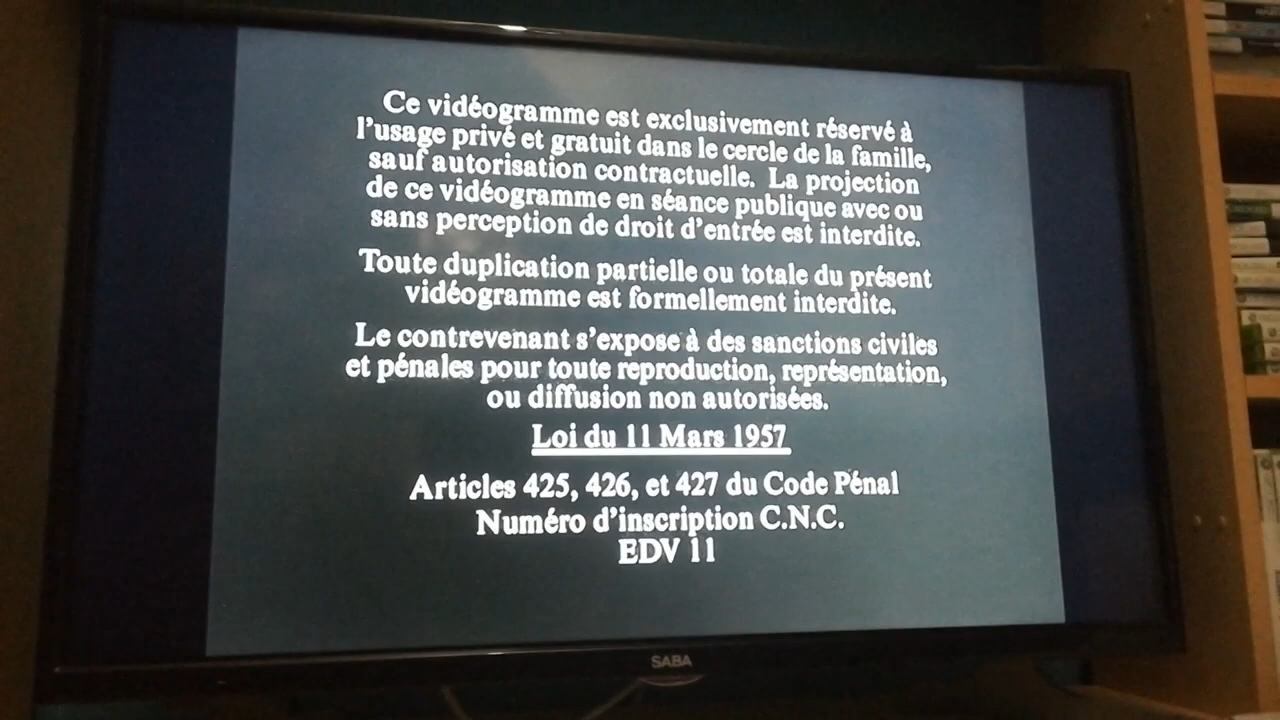 Ce vidéogramme est exclusivement réservé à
l'usage privé et gratuit dans le cercle de la famille,
sauf autorisation contractuelle. La projection
de ce vidéogramme en séance publique avec ou
sans perception de droit d'entrée est interdite.
Toute duplication partielle ou totale du présent
vidéogramme est formellement interdite.
Le contrevenant s'expose à des sanctions civiles
et pénales pour toute reproduction, représentation,
ou diffusion non autorisées.
Loi du 11 Mars 1957
Articles 425, 426, et 427 du Code Pénal
Numéro d'inscription C.N.C.
EDV 11
SABA